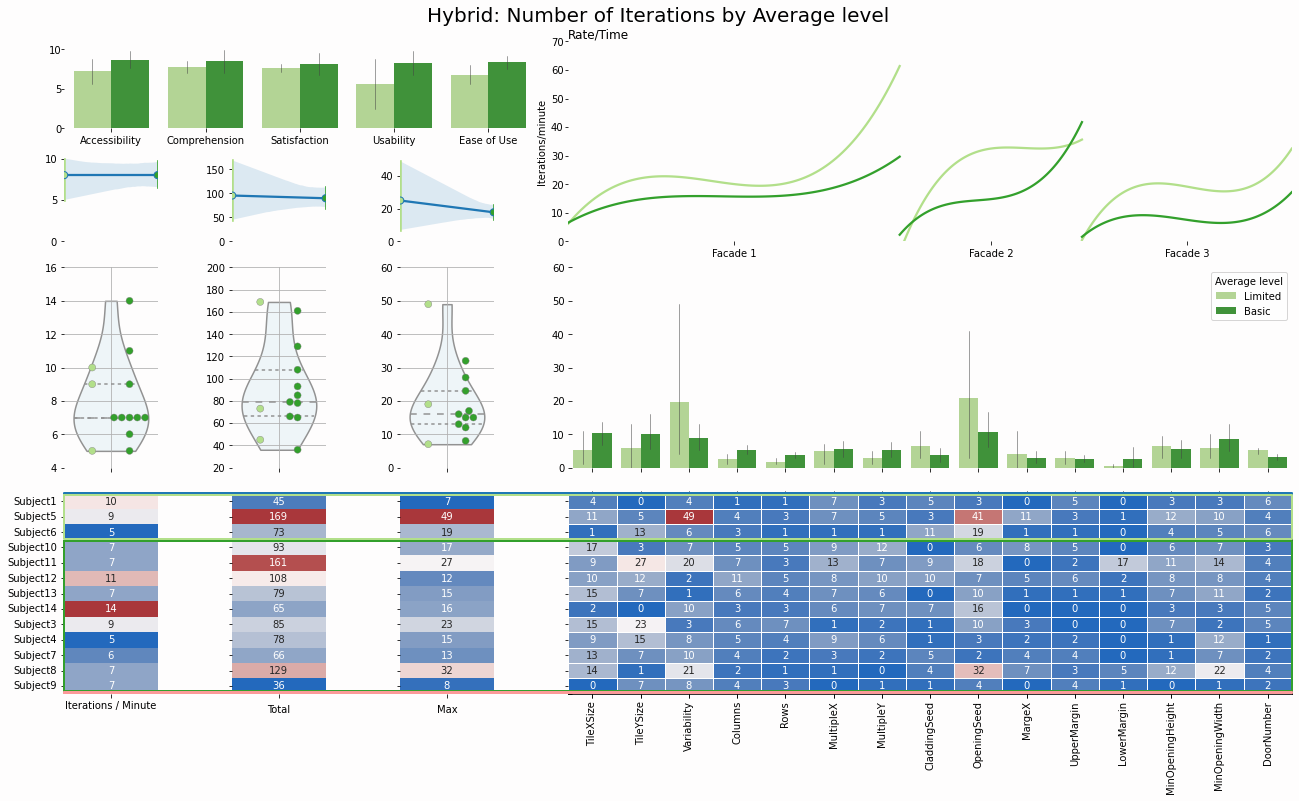 Hybrid: Number of Iterations by Average level
10
5
0
Accessibility Comprehension Satisfaction Usability Ease of Use
Rate/Time
Iterations/minute
70
60
50
40
30
20
10
0
Facade 1 Facade 2 Facade 3
10
5
0
150
100
50
0
40
20
0
16
14
12
10
8
6
4
200
180
160
140
120
100
80
60
40
20
60
50
40
30
20
10
0
60
50
40
30
20
10
0
Average level
Limited
Basic
Subject1 10 45 7 4 0 4 1 1 7 3 5 3 0 5 0 3 3 6
Subject5 9 169 49 11 5 49 4 3 7 5 3 41 11 3 1 12 10 4
Subject6 5 73 19 1 13 6 3 1 1 1 11 19 1 1 0 4 5 6
Subject10 7 93 17 17 3 7 5 5 9 12 0 6 8 5 0 6 7 3
Subject11 7 161 27 9 27 20 7 3 13 7 9 18 0 2 17 11 14 4
Subject12 11 108 12 10 12 2 11 5 8 10 10 7 5 6 2 8 8 4
Subject13 7 79 15 15 7 1 6 4 7 6 0 10 1 1 1 7 11 2
Subject14 14 65 16 2 0 10 3 3 6 7 7 16 0 0 0 3 3 5
Subject3 9 85 23 15 23 3 6 7 1 2 1 10 3 0 0 7 2 5
Subject4 5 78 15 9 15 8 5 4 9 6 1 3 2 2 0 1 12 1
Subject7 6 66 13 13 7 10 4 2 3 2 5 2 4 4 0 1 7 2
Subject8 7 129 32 14 1 21 2 1 1 0 4 32 7 3 5 12 22 4
Subject9 7 36 8 0 7 8 4 3 0 1 1 4 0 4 1 0 1 2
Iterations / Minute Total Max
TileXSize TileYSize Variability Columns Rows MultipleX MultipleY CladdingSeed OpeningSeed MargeX UpperMargin LowerMargin MinOpeningHeight MinOpeningWidth DoorNumber